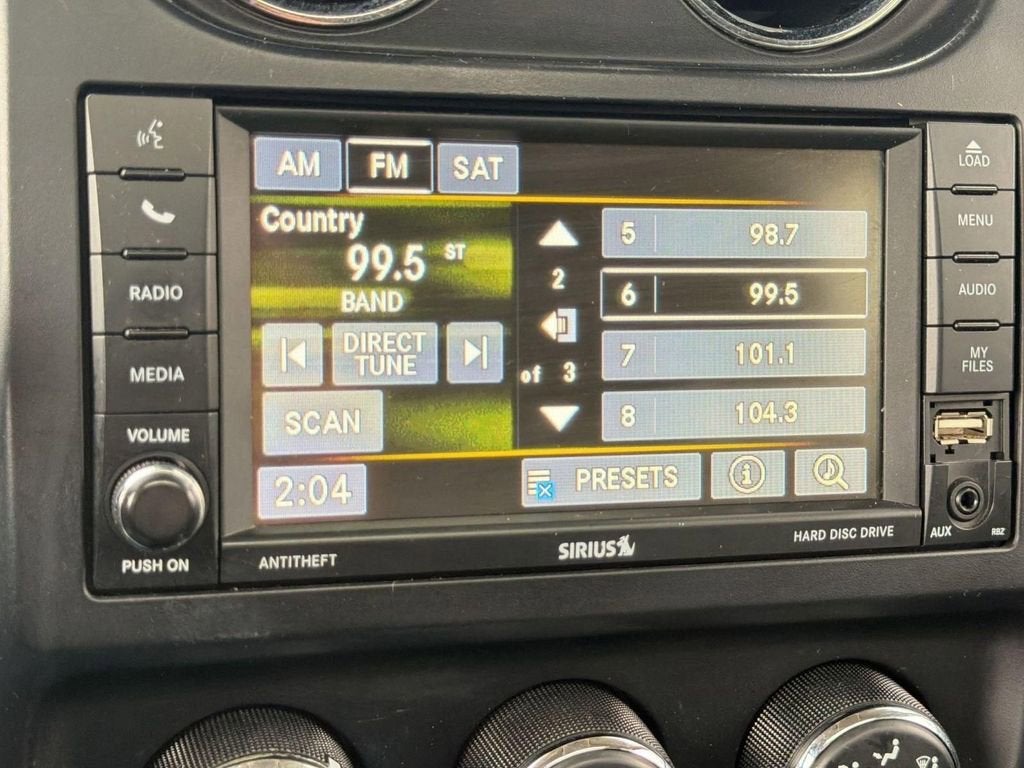 AM FM SAT
Country
99.5 ST
BAND
DIRECT
TUNE
SCAN
2:04
2
of 3
5 98.7
6 99.5
7 101.1
8 104.3
PRESETS
i
RADIO
MEDIA
VOLUME
PUSH ON
LOAD
MENU
AUDIO
MY
FILES
AUX RBZ
ANTITHEFT
SIRIUS
HARD DISC DRIVE